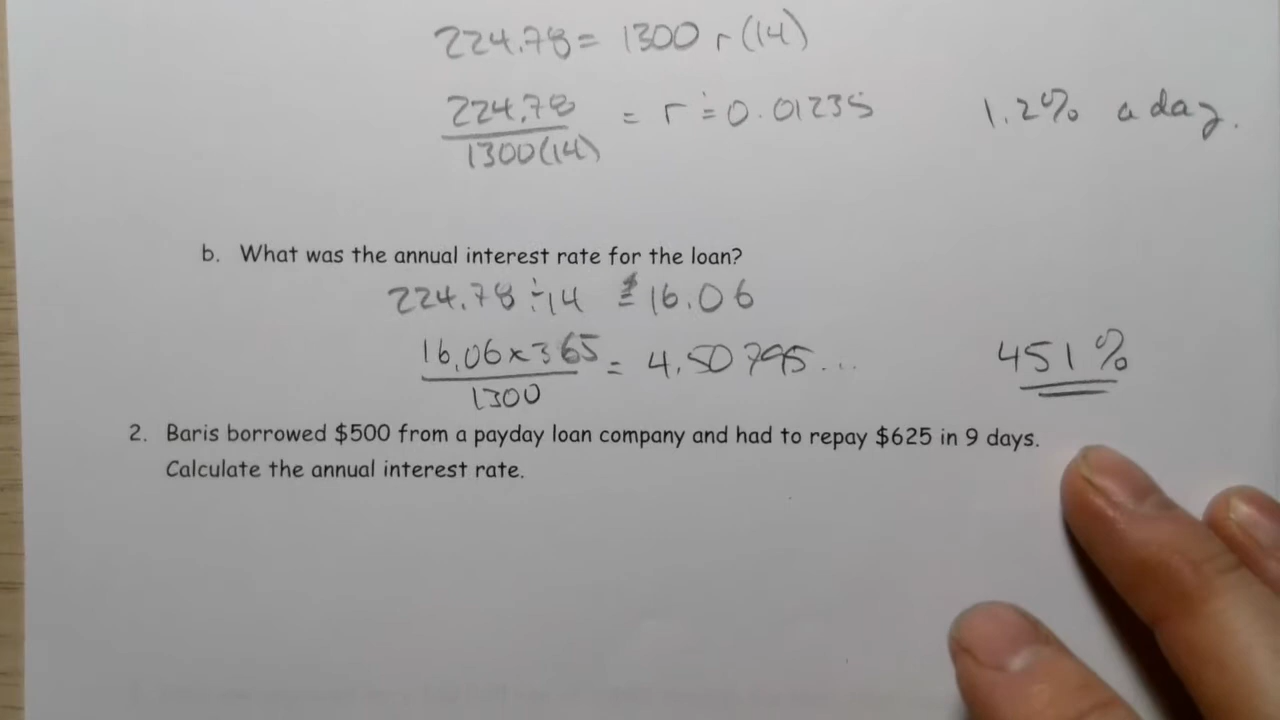 224.78 = 1300 r (14)
224.78 / 1300(14) = r ≐ 0.01235 1.2% a day.
b. What was the annual interest rate for the loan?
224.78 ÷ 14 = 16.06
16.06 x 365 / 1300 = 4.50795... 451%
2. Baris borrowed $500 from a payday loan company and had to repay $625 in 9 days.
Calculate the annual interest rate.